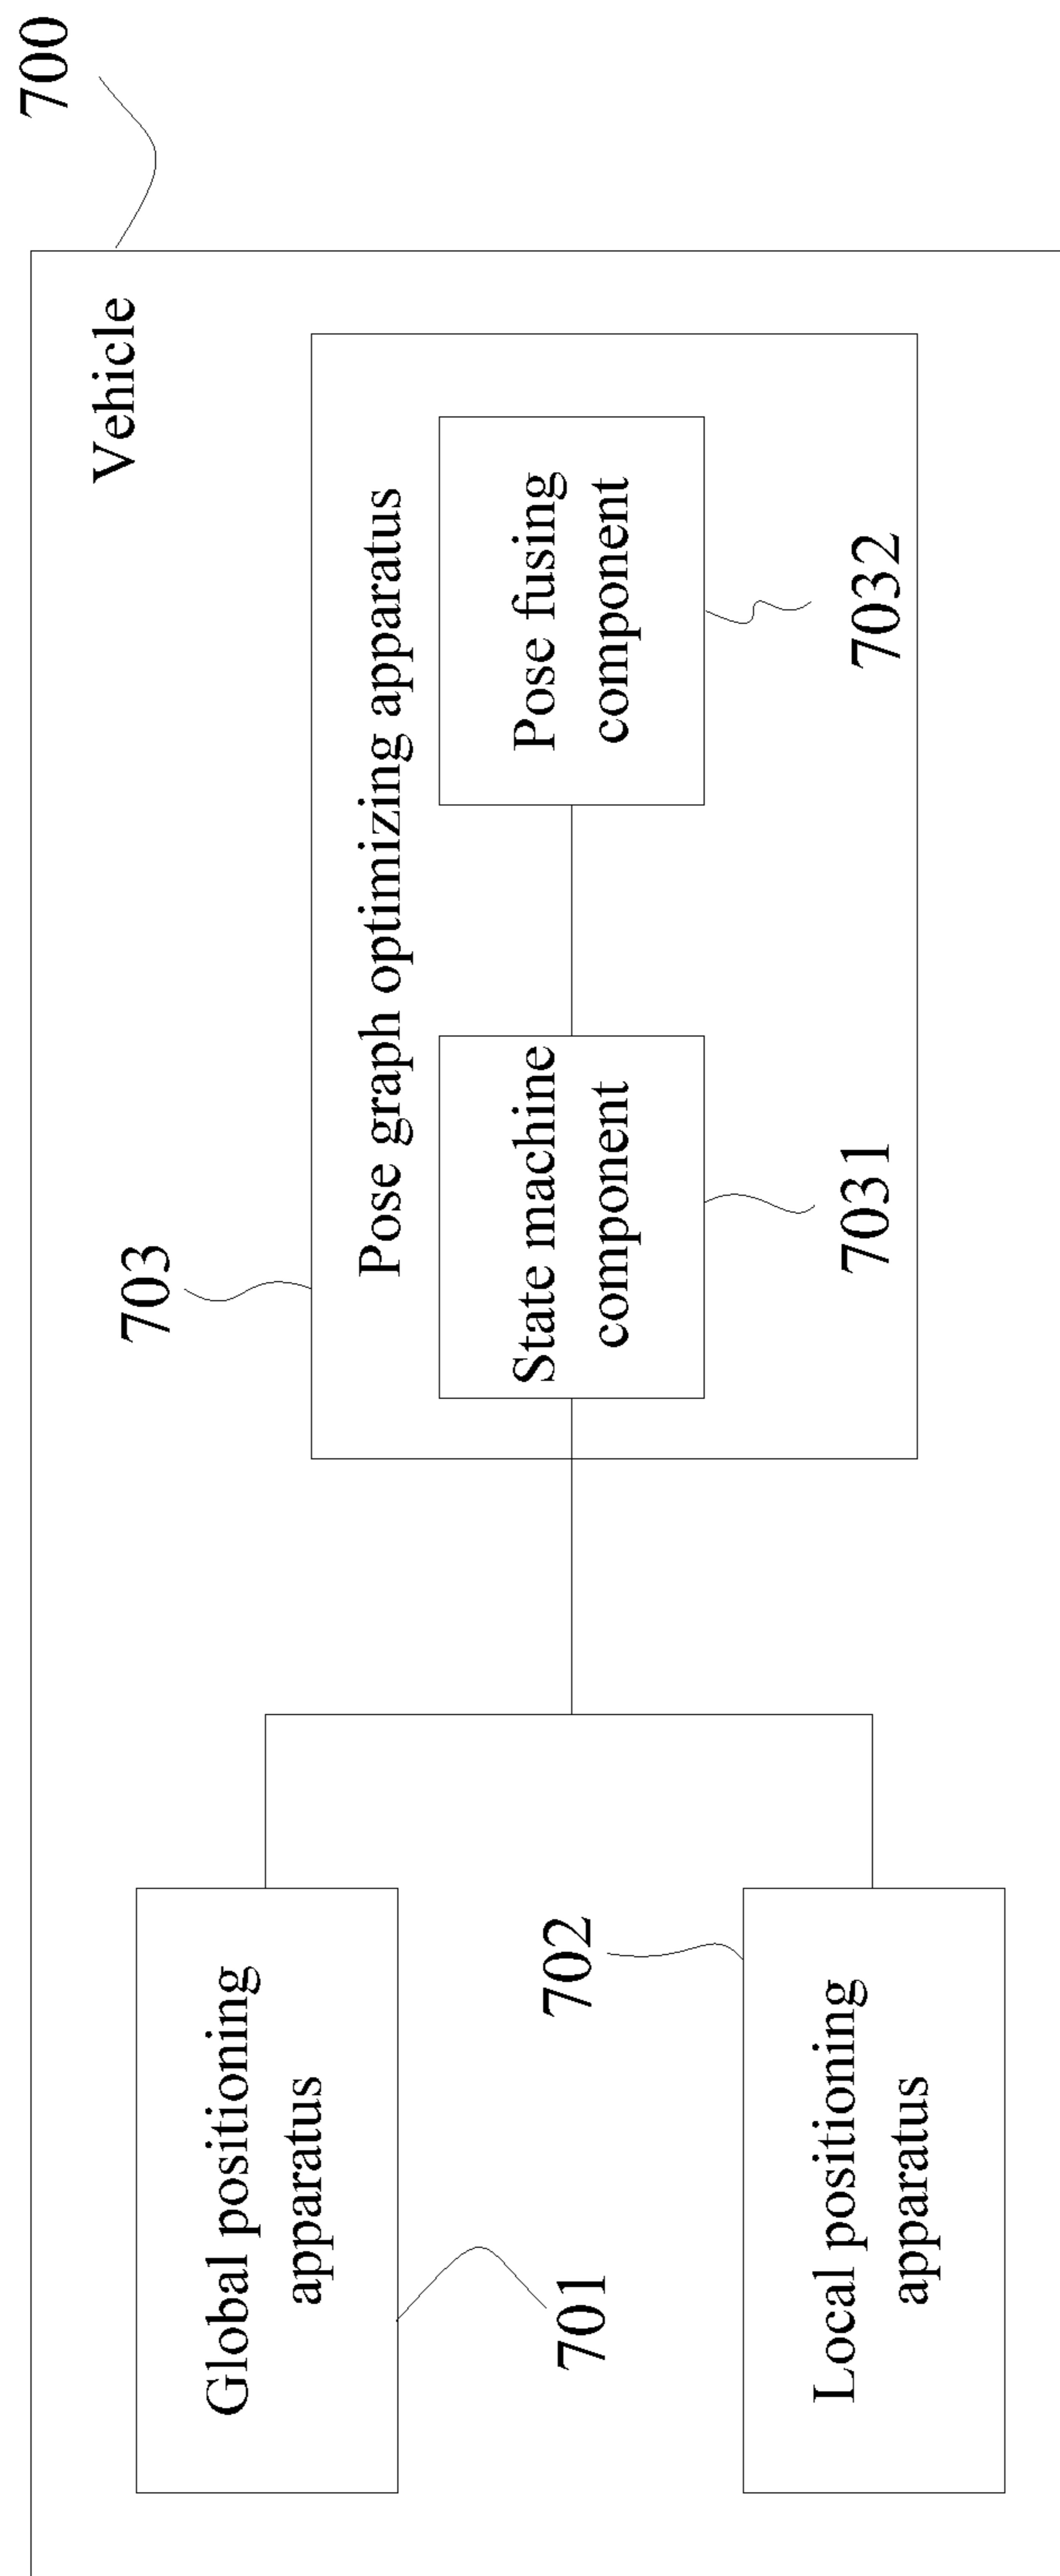 700
Vehicle
703
Pose graph optimizing apparatus
State machine
component
7031
Pose fusing
component
7032
Global positioning
apparatus
701
702
Local positioning
apparatus